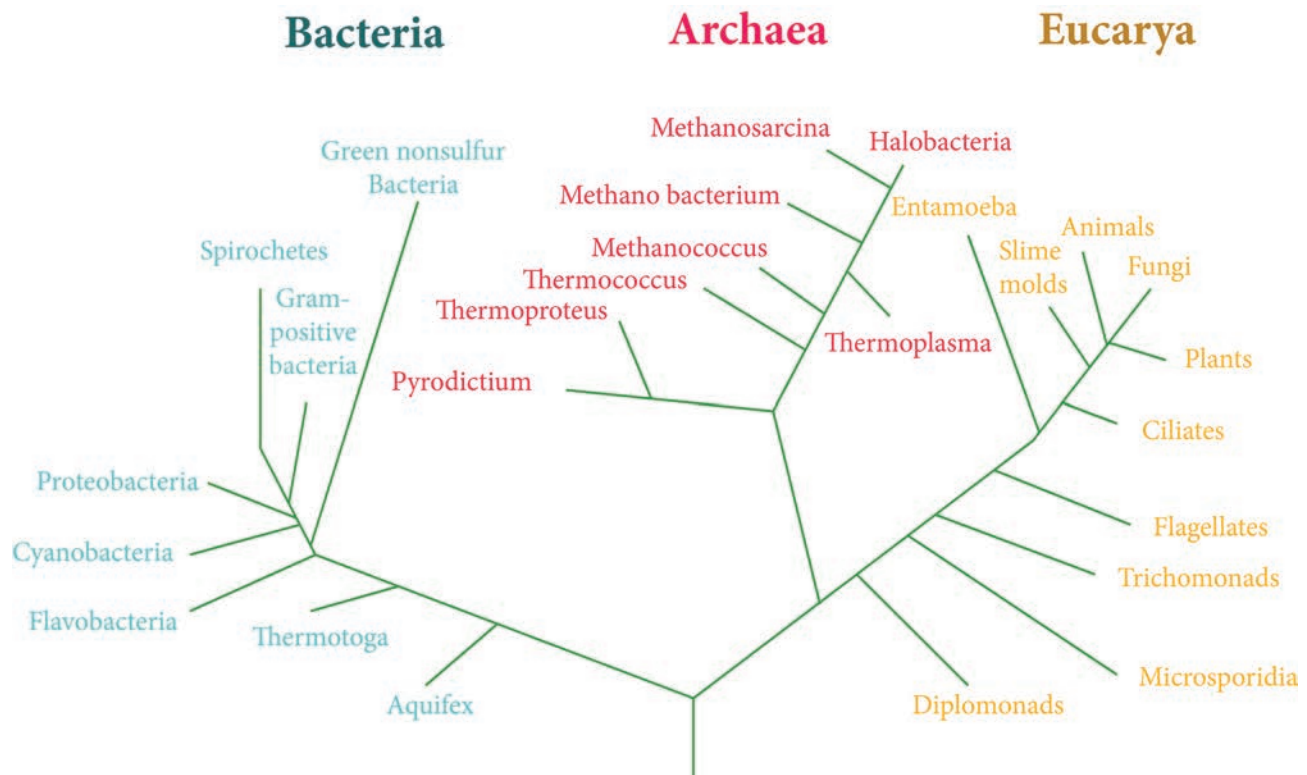 Bacteria
Archaea
Eucarya
Green nonsulfur
Bacteria
Spirochetes
Gram-
positive
bacteria
Proteobacteria
Cyanobacteria
Flavobacteria
Thermotoga
Aquifex
Methanosarcina
Halobacteria
Methano bacterium
Methanococcus
Thermococcus
Thermoproteus
Thermoplasma
Pyrodictium
Entamoeba
Slime
molds
Animals
Fungi
Plants
Ciliates
Flagellates
Trichomonads
Microsporidia
Diplomonads